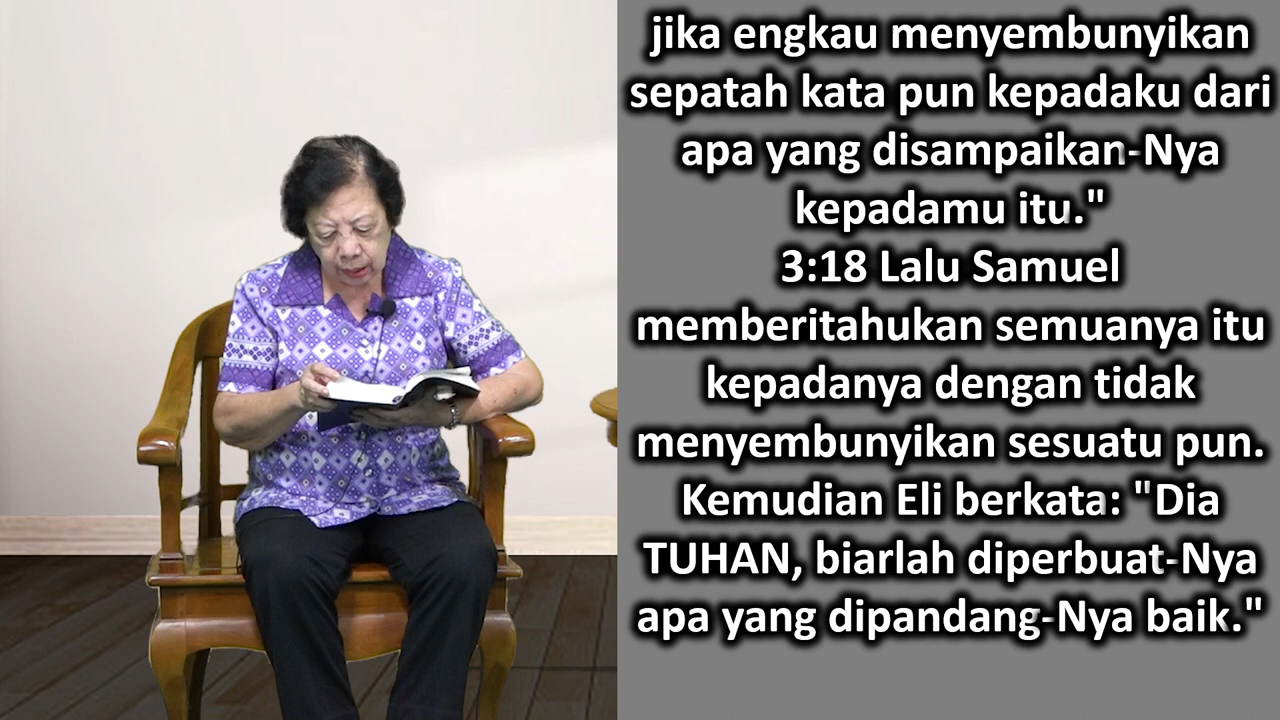 jika engkau menyembunyikan
sepatah kata pun kepadaku dari
apa yang disampaikan-Nya
kepadamu itu."
3:18 Lalu Samuel
memberitahukan semuanya itu
kepadanya dengan tidak
menyembunyikan sesuatu pun.
Kemudian Eli berkata: "Dia
TUHAN, biarlah diperbuat-Nya
apa yang dipandang-Nya baik."